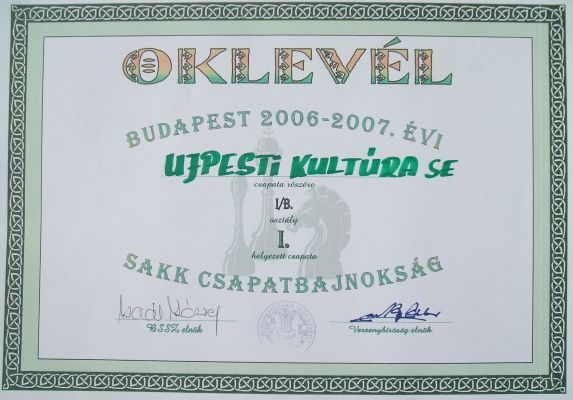 OKLEVÉL
BUDAPEST 2006-2007. ÉVI
UJPESTI KULTÚRA SE
csapata részére
I/B.
osztály
I.
helyezett csapata
SAKK CSAPATBAJNOKSÁG
BSSZ elnök
Versenybíróság elnök